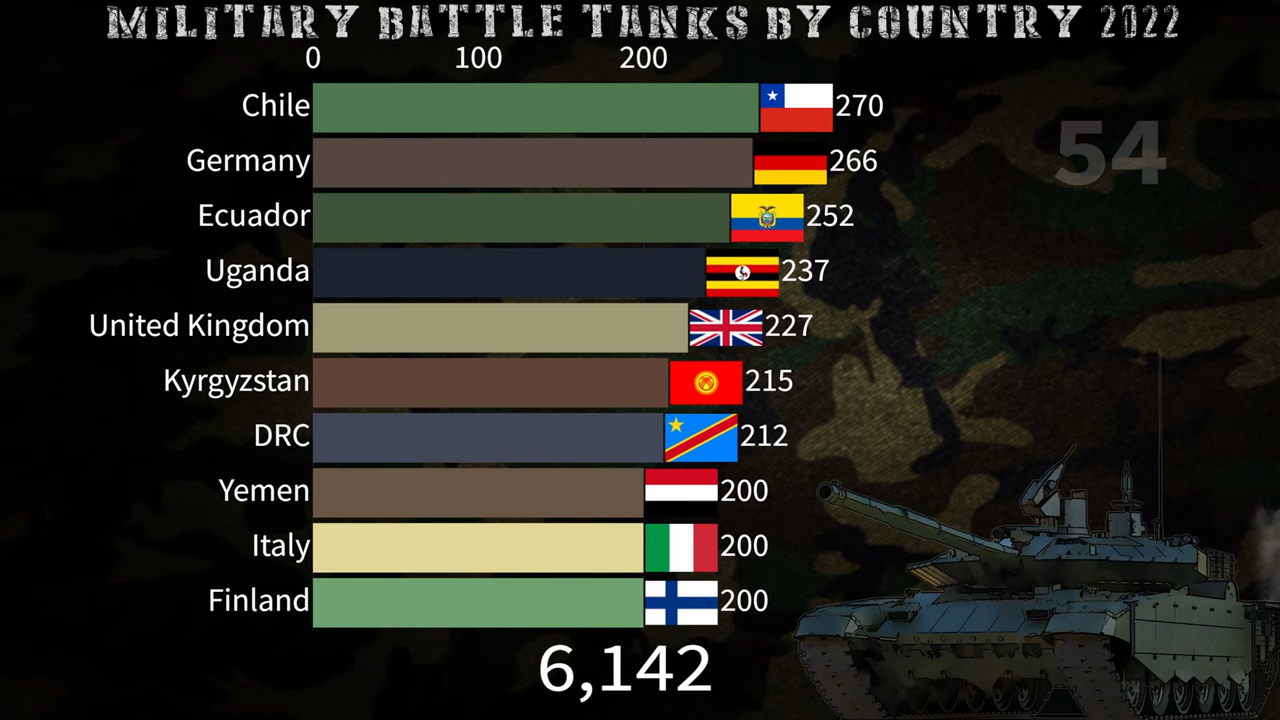 MILITARY BATTLE TANKS BY COUNTRY 2022
0 100 200
Chile 270
54
Germany 266
Ecuador 252
Uganda 237
United Kingdom 227
Kyrgyzstan 215
DRC 212
Yemen 200
Italy 200
Finland 200
6,142